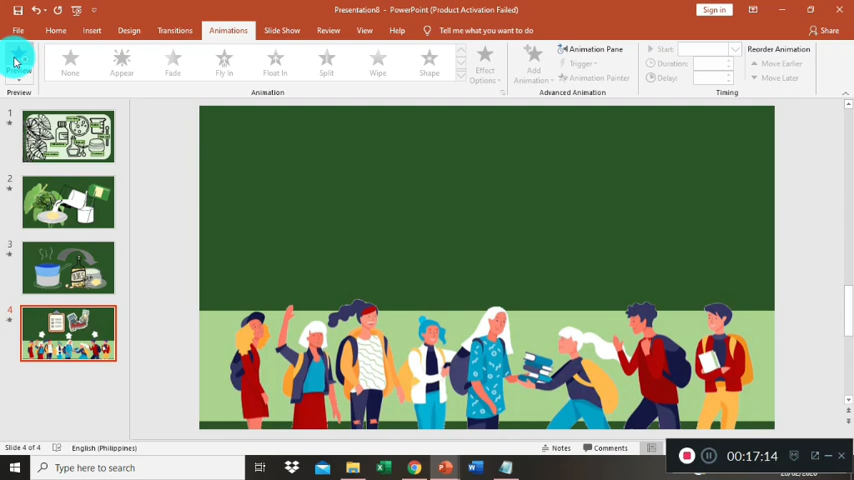 Presentation8 - PowerPoint (Product Activation Failed)
Sign in
File Home Insert Draw Design Transitions Animations Slide Show Review View Help Tell me what you want to do
Share
Preview
None
Appear
Fade
Fly In
Float In
Split
Wipe
Shape
Effect Options
Add Animation
Animation Pane
Trigger
Animation Painter
Start:
Duration:
Delay:
Reorder Animation
Move Earlier
Move Later
Preview
Animation
Advanced Animation
Timing
1
2
3
4
Slide 4 of 4
English (Philippines)
Notes
Comments
00:17:14
Type here to search